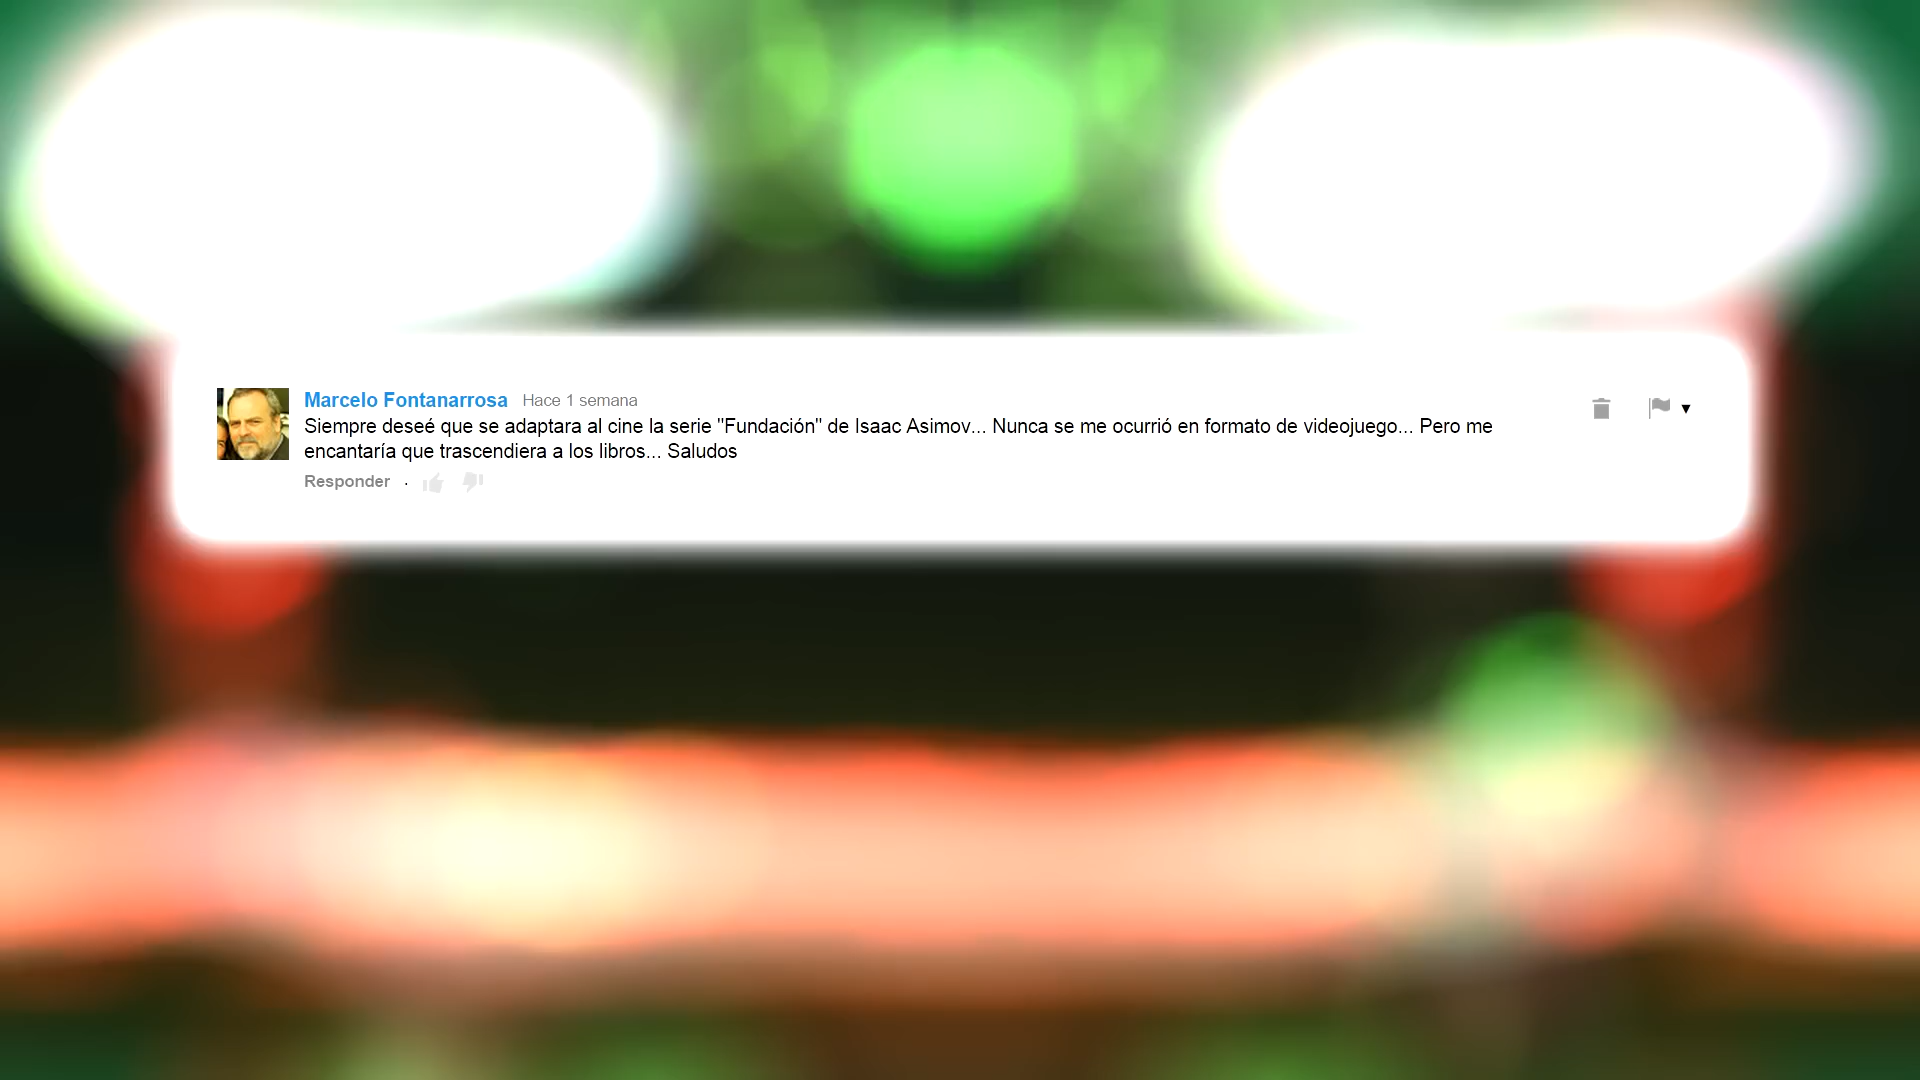 Marcelo Fontanarrosa Hace 1 semana
Siempre deseé que se adaptara al cine la serie "Fundación" de Isaac Asimov... Nunca se me ocurrió en formato de videojuego... Pero me
encantaría que trascendiera a los libros... Saludos
Responder ·